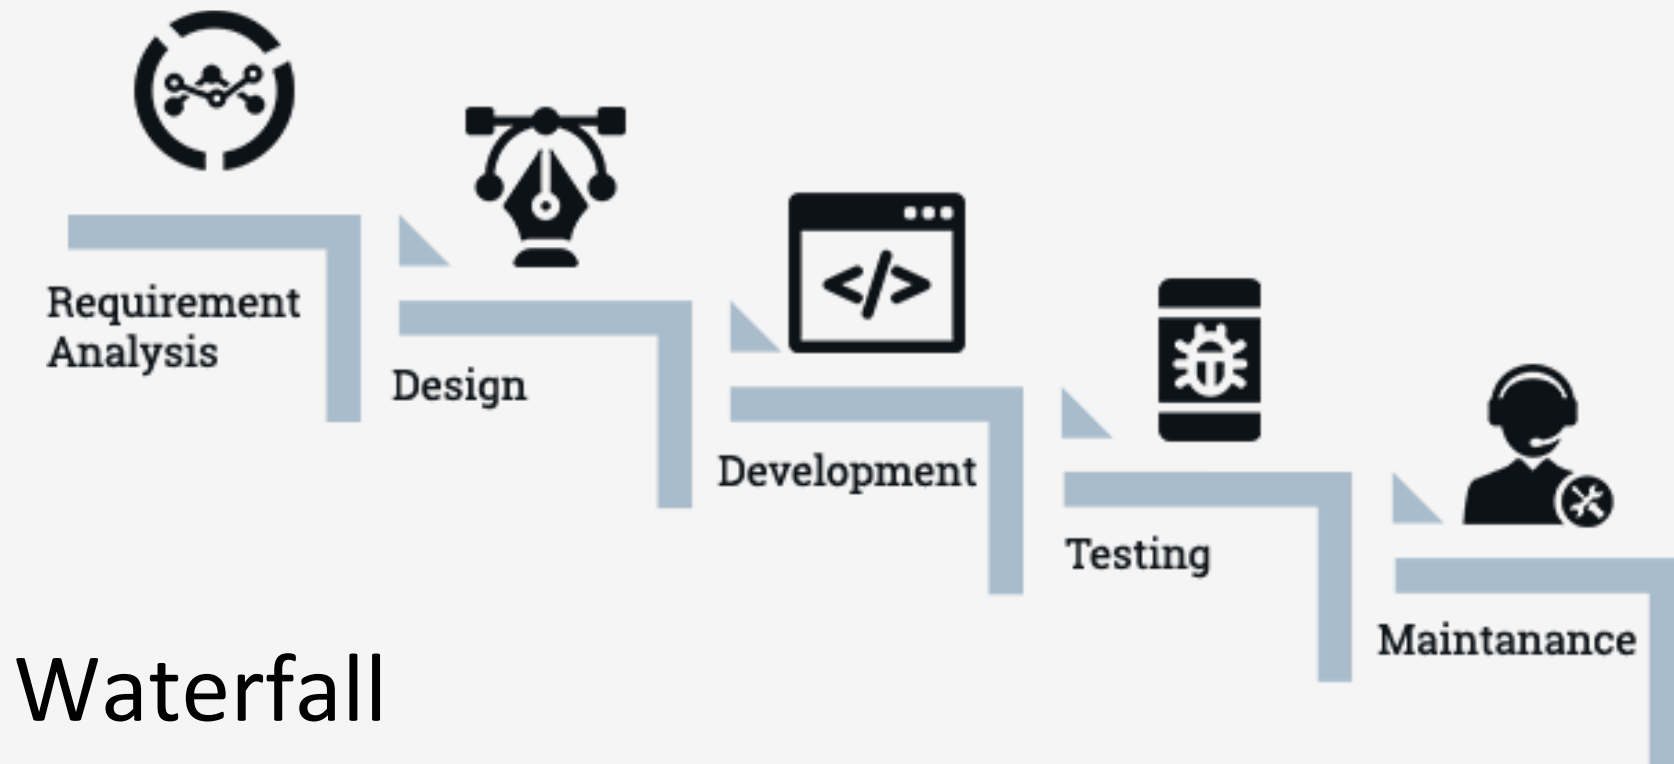 Requirement
Analysis
Design
</>
Development
Testing
Maintanance
Waterfall